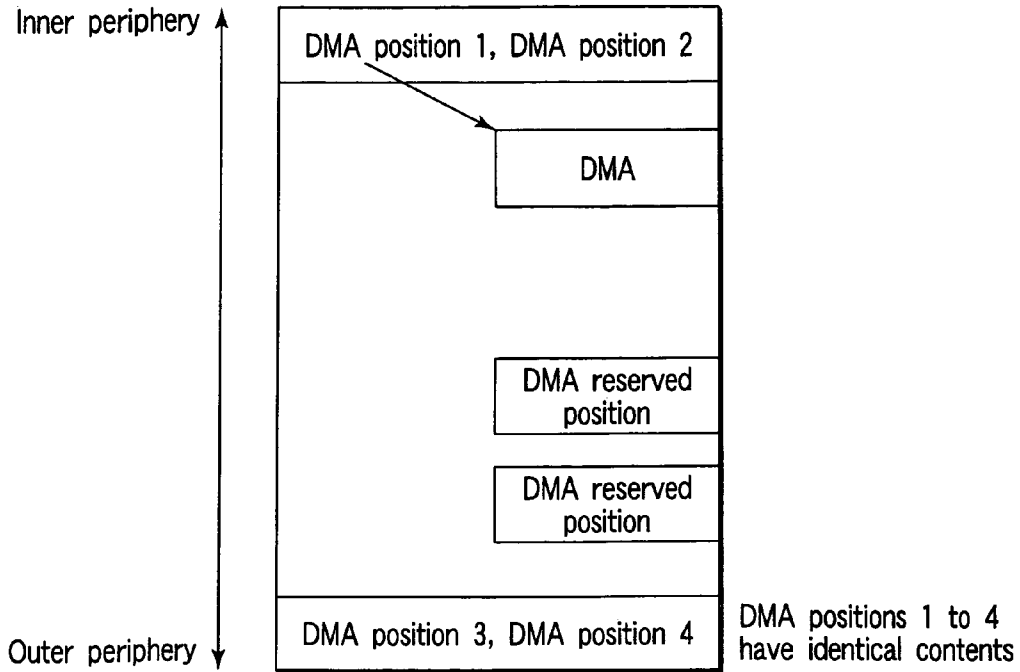 Inner periphery
DMA position 1, DMA position 2
DMA
DMA reserved
position
DMA reserved
position
DMA position 3, DMA position 4
Outer periphery
DMA positions 1 to 4
have identical contents